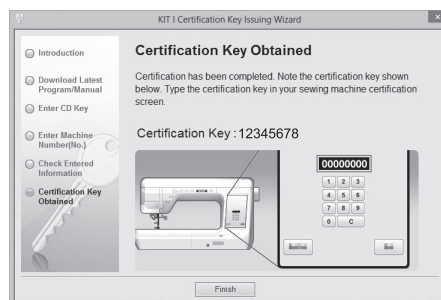 KIT I Certification Key Issuing Wizard
x
Introduction
Download Latest
Program/Manual
Enter CD Key
Enter Machine
Number(No.)
Check Entered
Information
Certification Key
Obtained
Certification Key Obtained
Certification has been completed. Note the certification key shown
below. Type the certification key in your sewing machine certification
screen.
Certification Key : 12345678
00000000
1 2 3
4 5 6
7 8 9
0 C
Finish